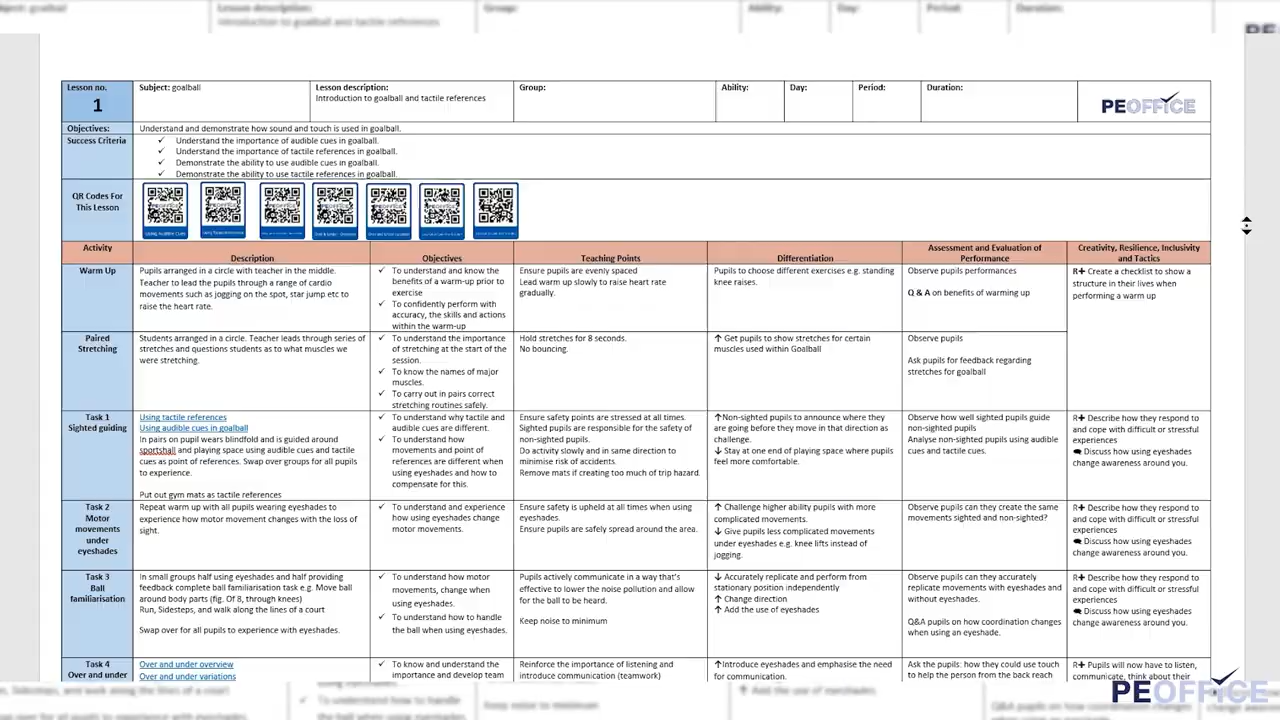 Lesson no.
1
Subject: goalball
Lesson description:
Introduction to goalball and tactile references
Group:
Ability:
Day:
Period:
Duration:
PEOFFICE
Objectives:
Understand and demonstrate how sound and touch is used in goalball.
Success Criteria
✓ Understand the importance of audible cues in goalball.
✓ Understand the importance of tactile references in goalball.
✓ Demonstrate the ability to use audible cues in goalball.
✓ Demonstrate the ability to use tactile references in goalball.
QR Codes For
This Lesson
Activity
Description
Objectives
Teaching Points
Differentiation
Assessment and Evaluation of
Performance
Creativity, Resilience, Inclusivity
and Tactics
Warm Up
Pupils arranged in a circle with teacher in the middle.
Teacher to lead the pupils through a range of cardio
movements such as jogging on the spot, star jump etc to
raise the heart rate.
✓ To understand and know the
benefits of a warm-up prior to
exercise
✓ To confidently perform with
accuracy, the skills and actions
within the warm-up
Ensure pupils are evenly spaced
Lead warm up slowly to raise heart rate
gradually.
Pupils to choose different exercises e.g. standing
knee raises.
Observe pupils performances
Q & A on benefits of warming up
R✚ Create a checklist to show a
structure in their lives when
performing a warm up
Paired
Stretching
Students arranged in a circle. Teacher leads through series of
stretches and questions students as to what muscles we
were stretching.
✓ To understand the importance
of stretching at the start of the
session.
✓ To know the names of major
muscles.
✓ To carry out in pairs correct
stretching routines safely.
Hold stretches for 8 seconds.
No bouncing.
↑ Get pupils to show stretches for certain
muscles used within Goalball
Observe pupils
Ask pupils for feedback regarding
stretches for goalball
Task 1
Sighted guiding
Using tactile references
Using audible cues in goalball
In pairs on pupil wears blindfold and is guided around
sportshall and playing space using audible cues and tactile
cues as point of references. Swap over groups for all pupils
to experience.
Put out gym mats as tactile references
✓ To understand why tactile and
audible cues are different.
✓ To understand how
movements and point of
references are different when
using eyeshades and how to
compensate for this.
Ensure safety points are stressed at all times.
Sighted pupils are responsible for the safety of
non-sighted pupils.
Do activity slowly and in same direction to
minimise risk of accidents.
Remove mats if creating too much of trip hazard.
↑Non-sighted pupils to announce where they
are going before they move in that direction as
challenge.
↓ Stay at one end of playing space where pupils
feel more comfortable.
Observe how well sighted pupils guide
non-sighted pupils
Analyse non-sighted pupils using audible
cues and tactile cues.
R✚ Describe how they respond to
and cope with difficult or stressful
experiences
Discuss how using eyeshades
change awareness around you.
Task 2
Motor
movements
under
eyeshades
Repeat warm up with all pupils wearing eyeshades to
experience how motor movement changes with the loss of
sight.
✓ To understand and experience
how using eyeshades change
motor movements.
Ensure safety is upheld at all times when using
eyeshades.
Ensure pupils are safely spread around the area.
↑ Challenge higher ability pupils with more
complicated movements.
↓ Give pupils less complicated movements
under eyeshades e.g. knee lifts instead of
jogging.
Observe pupils can they create the same
movements sighted and non-sighted?
R✚ Describe how they respond to
and cope with difficult or stressful
experiences
Discuss how using eyeshades
change awareness around you.
Task 3
Ball
familiarisation
In small groups half using eyeshades and half providing
feedback complete ball familiarisation task e.g. Move ball
around body parts (fig. Of 8, through knees)
Run, Sidesteps, and walk along the lines of a court
Swap over for all pupils to experience with eyeshades.
✓ To understand how motor
movements, change when
using eyeshades.
✓ To understand how to handle
the ball when using eyeshades.
Pupils actively communicate in a way that's
effective to lower the noise pollution and allow
for the ball to be heard.
Keep noise to minimum
↓ Accurately replicate and perform from
stationary position independently
↑ Change direction
↑ Add the use of eyeshades
Observe pupils can they accurately
replicate movements with eyeshades and
without eyeshades.
Q&A pupils on how coordination changes
when using an eyeshade.
R✚ Describe how they respond to
and cope with difficult or stressful
experiences
Discuss how using eyeshades
change awareness around you.
Task 4
Over and under
Over and under overview
Over and under variations
✓ To know and understand the
importance and develop team
Reinforce the importance of listening and
introduce communication (teamwork)
↑Introduce eyeshades and emphasise the need
for communication.
Ask the pupils: how they could use touch
to help the person from the back reach
R✚ Pupils will now have to listen,
communicate, think about their
PEOFFICE